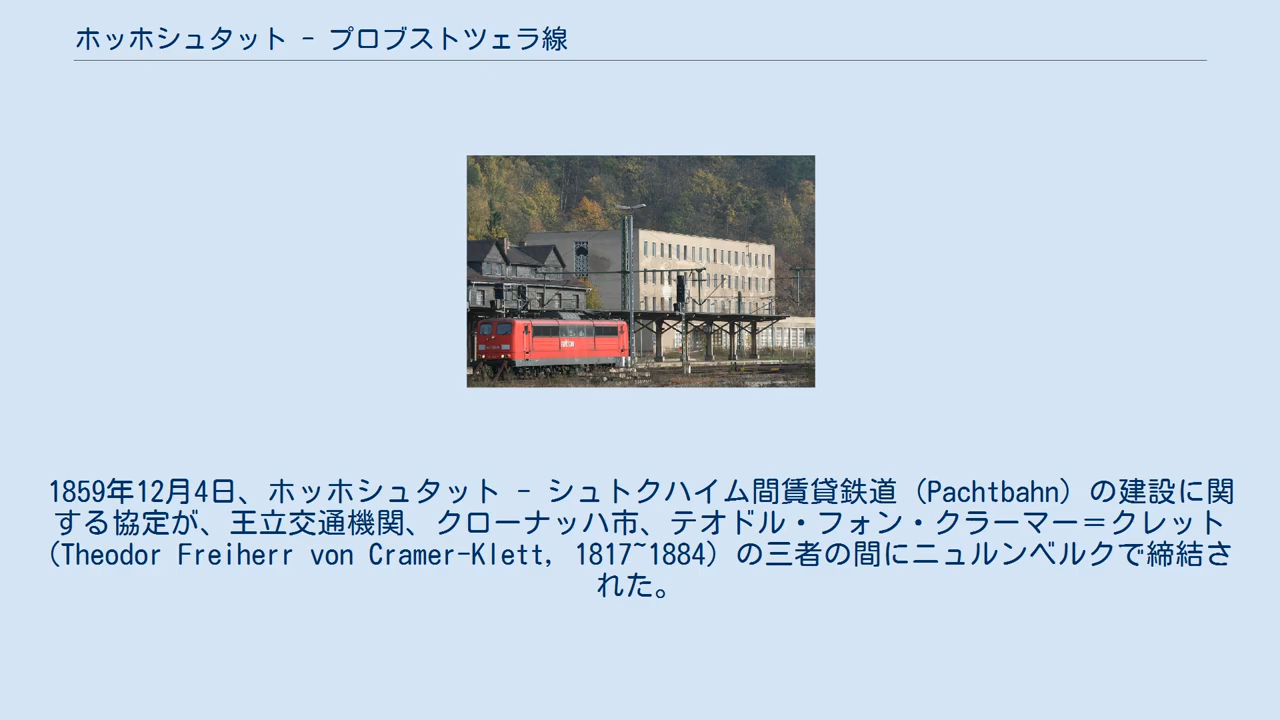 ホッホシュタット - プロブストツェラ線
1859年12月4日、ホッホシュタット - シュトクハイム間賃貸鉄道 (Pachtbahn) の建設に関
する協定が、王立交通機関、クローナッハ市、テオドル・フォン・クラーマー＝クレット
(Theodor Freiherr von Cramer-Klett, 1817~1884) の三者の間にニュルンベルクで締結さ
れた。